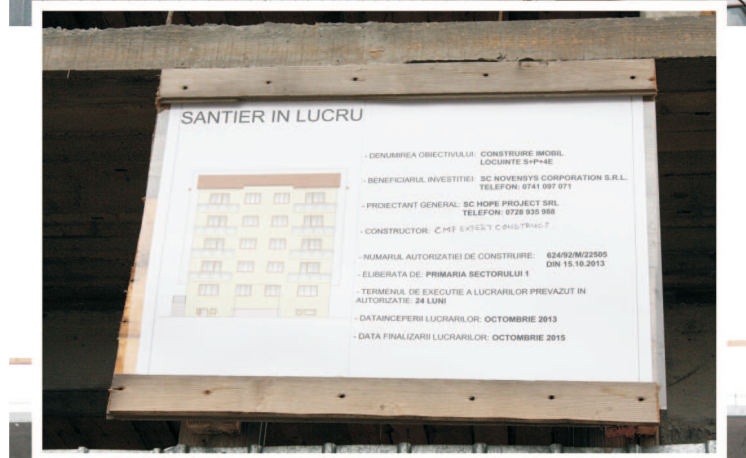 SANTIER IN LUCRU
- DENUMIREA OBIECTIVULUI: CONSTRUIRE IMOBIL
LOCUINTE S+P+4E
- BENEFICIARUL INVESTITIEI: SC NOVENSYS CORPORATION S.R.L.
TELEFON: 0741 097 071
- PROIECTANT GENERAL: SC HOPE PROJECT SRL
TELEFON: 0728 935 988
- CONSTRUCTOR: CMF EXPERT CONSTRUCT
- NUMARUL AUTORIZATIEI DE CONSTRUIRE: 624/92/M/22505
DIN 15.10.2013
- ELIBERATA DE: PRIMARIA SECTORULUI 1
- TERMENUL DE EXECUTIE A LUCRARILOR PREVAZUT IN
AUTORIZATIE: 24 LUNI
- DATAINCEPERII LUCRARILOR: OCTOMBRIE 2013
- DATA FINALIZARII LUCRARILOR: OCTOMBRIE 2015